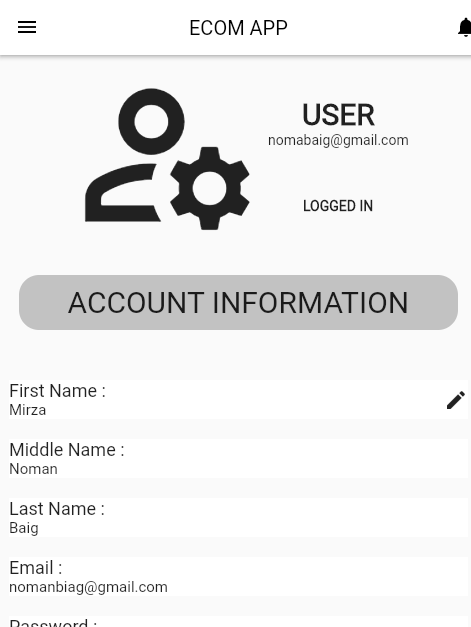 ECOM APP
USER
nomabaig@gmail.com
LOGGED IN
ACCOUNT INFORMATION
First Name :
Mirza
Middle Name :
Noman
Last Name :
Baig
Email :
nomanbiag@gmail.com
Password :